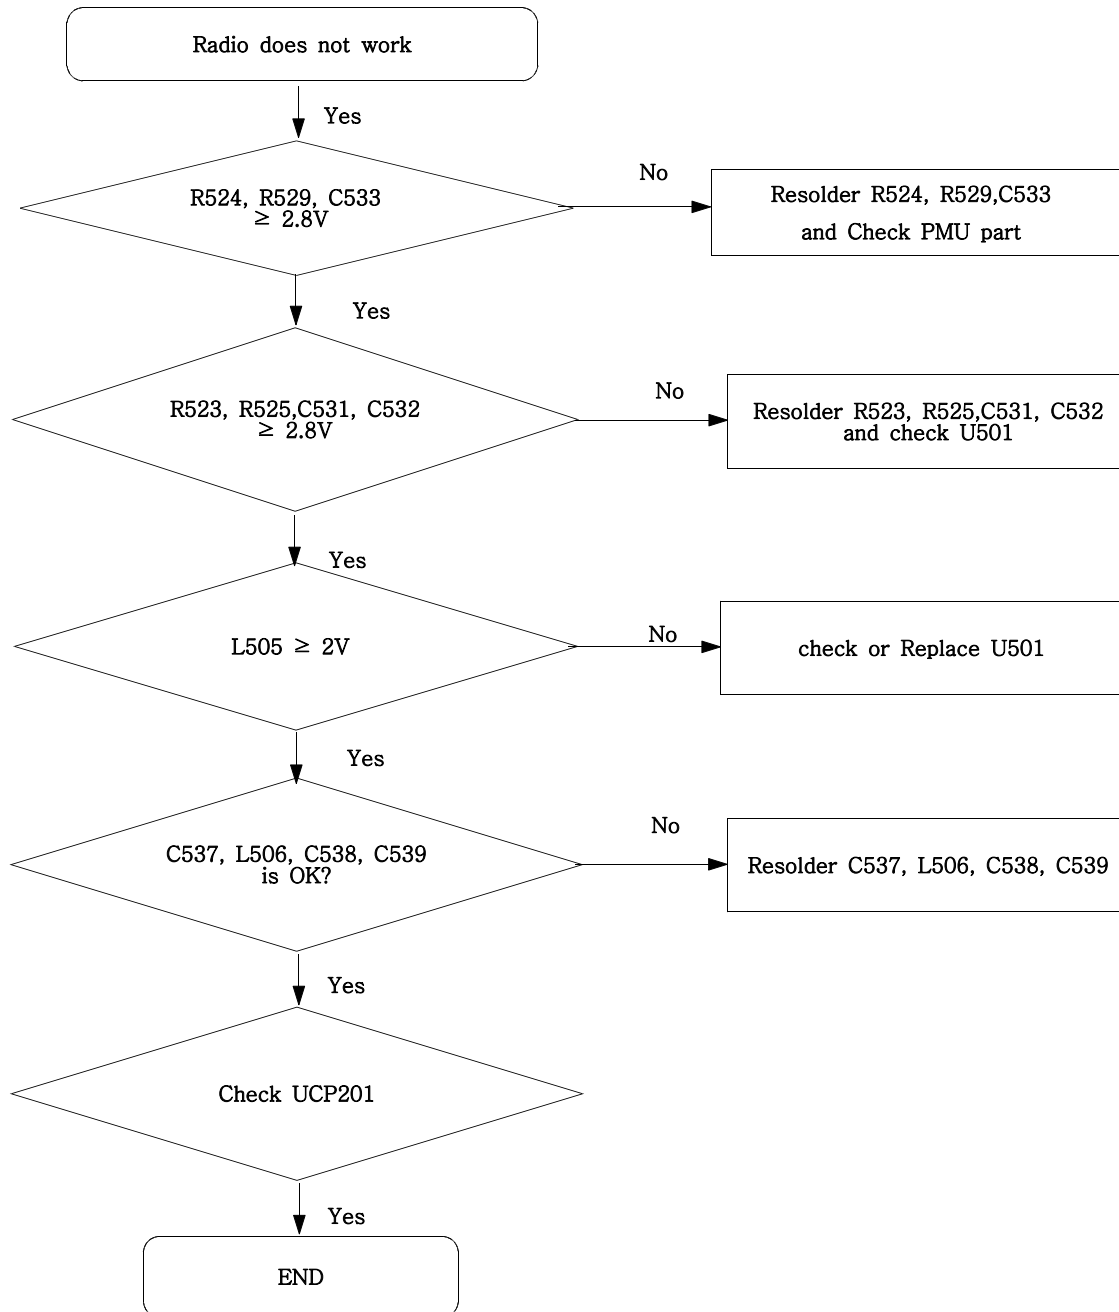 Radio does not work
Yes
R524, R529, C533
≥ 2.8V
No
Resolder R524, R529,C533
and Check PMU part
Yes
R523, R525,C531, C532
≥ 2.8V
No
Resolder R523, R525,C531, C532
and check U501
Yes
L505 ≥ 2V
No
check or Replace U501
Yes
C537, L506, C538, C539
is OK?
No
Resolder C537, L506, C538, C539
Yes
Check UCP201
Yes
END